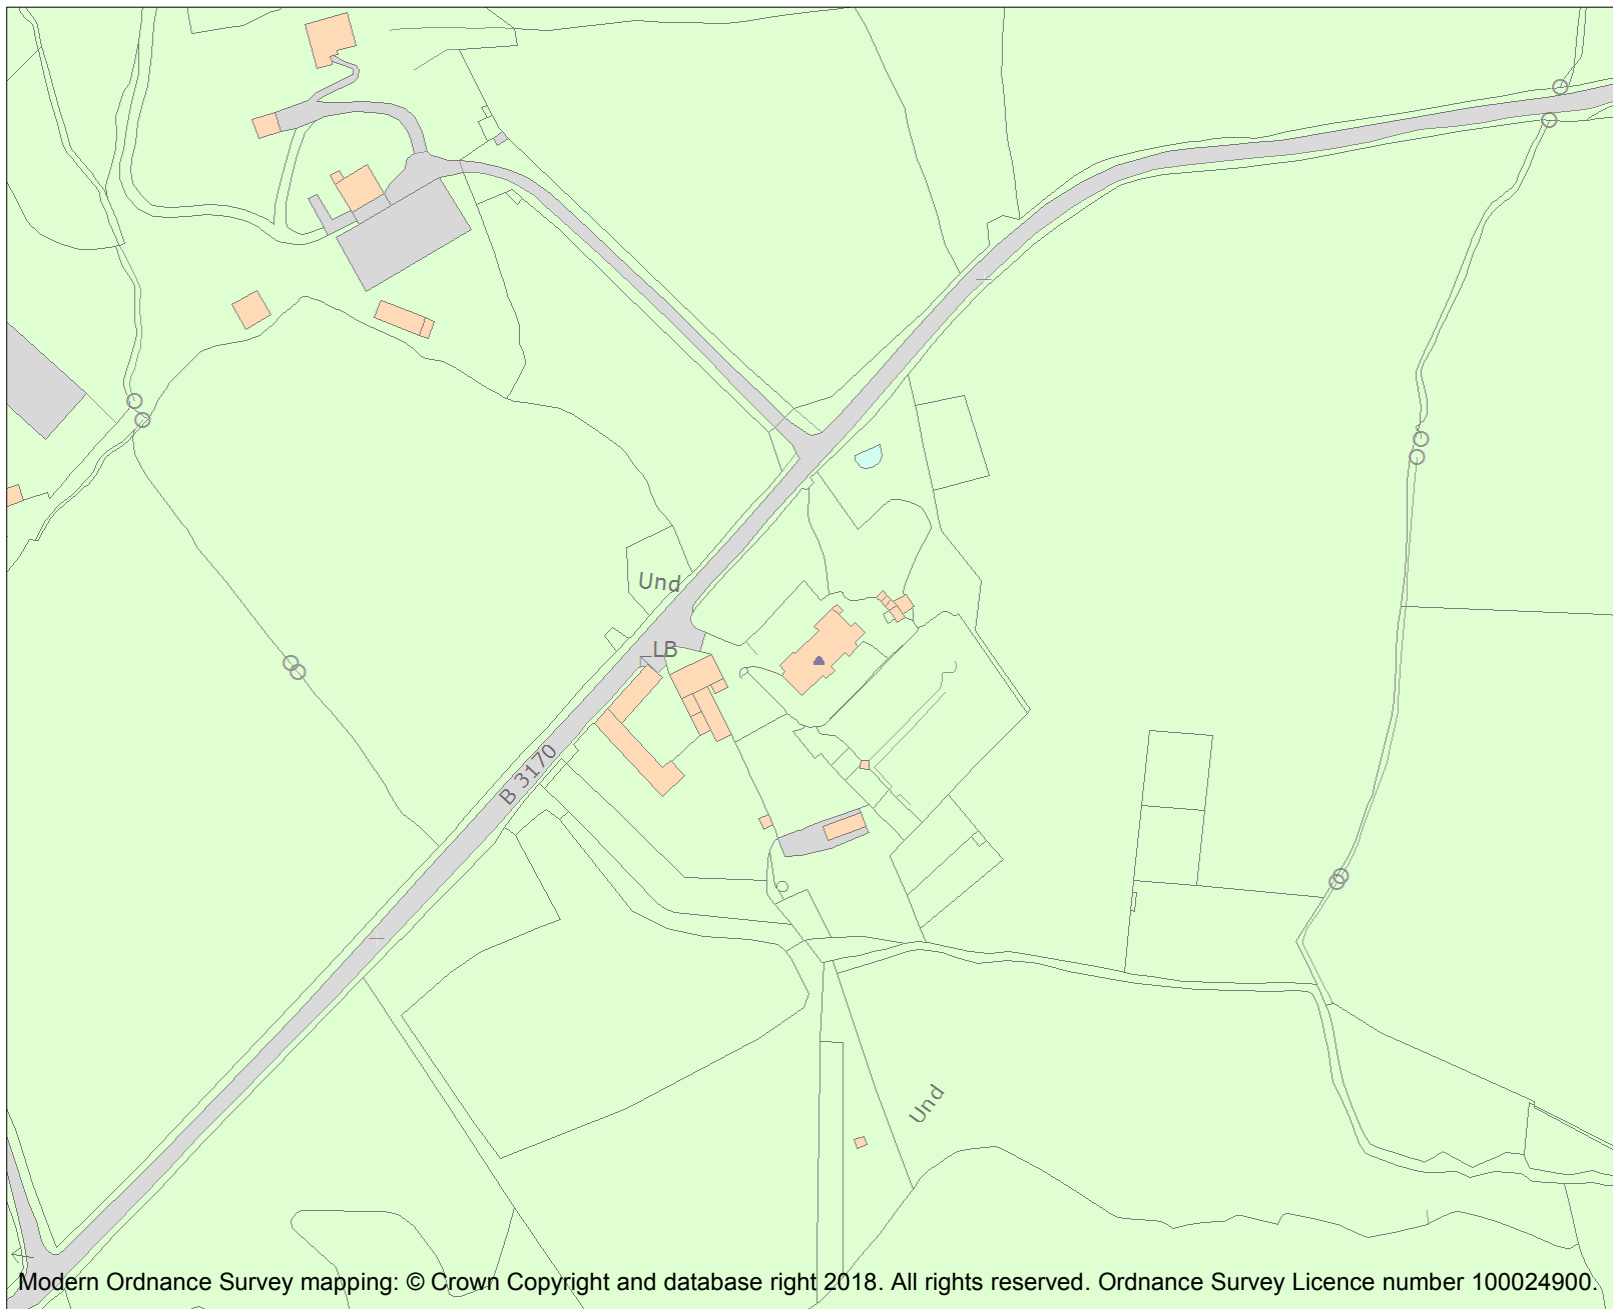 Und
LB
B 3170
Und
Modern Ordnance Survey mapping: © Crown Copyright and database right 2018. All rights reserved. Ordnance Survey Licence number 100024900.